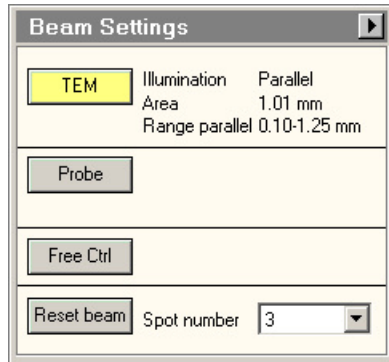 Beam Settings
TEM
Illumination Parallel
Area 1.01 mm
Range parallel 0.10-1.25 mm
Probe
Free Ctrl
Reset beam
Spot number 3